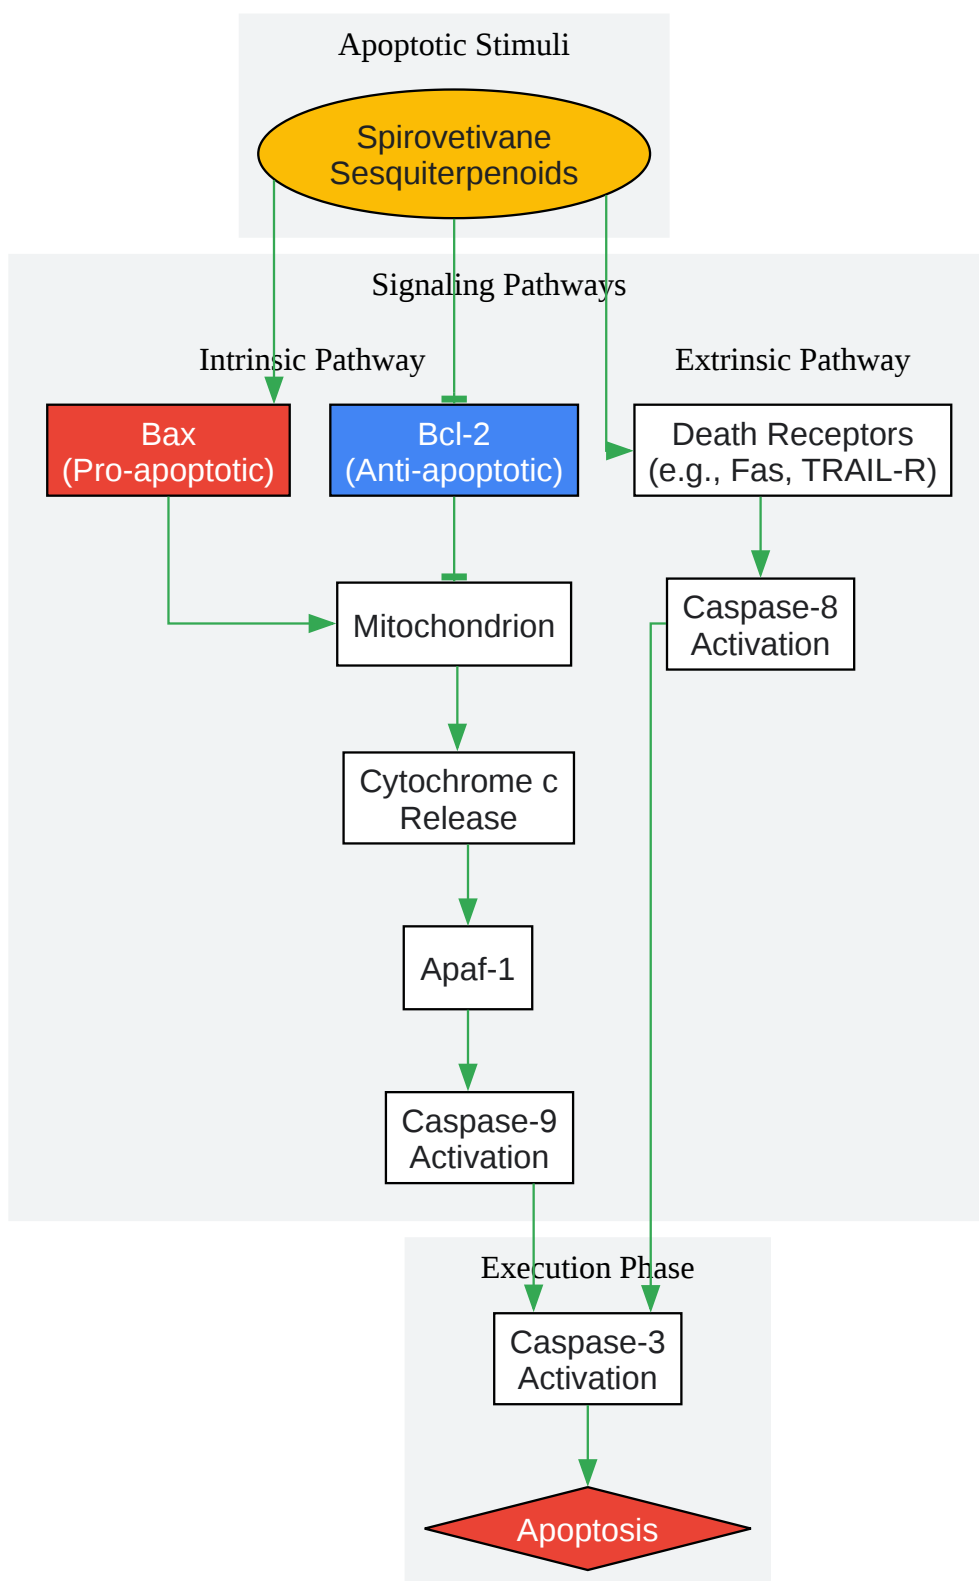 Apoptotic Stimuli
Spirovetivane
Sesquiterpenoids
Signaling Pathways
Intrinsic Pathway
Extrinsic Pathway
Bax
(Pro-apoptotic)
Bcl-2
(Anti-apoptotic)
Death Receptors
(e.g., Fas, TRAIL-R)
Mitochondrion
Caspase-8
Activation
Cytochrome c
Release
Apaf-1
Caspase-9
Activation
Execution Phase
Caspase-3
Activation
Apoptosis